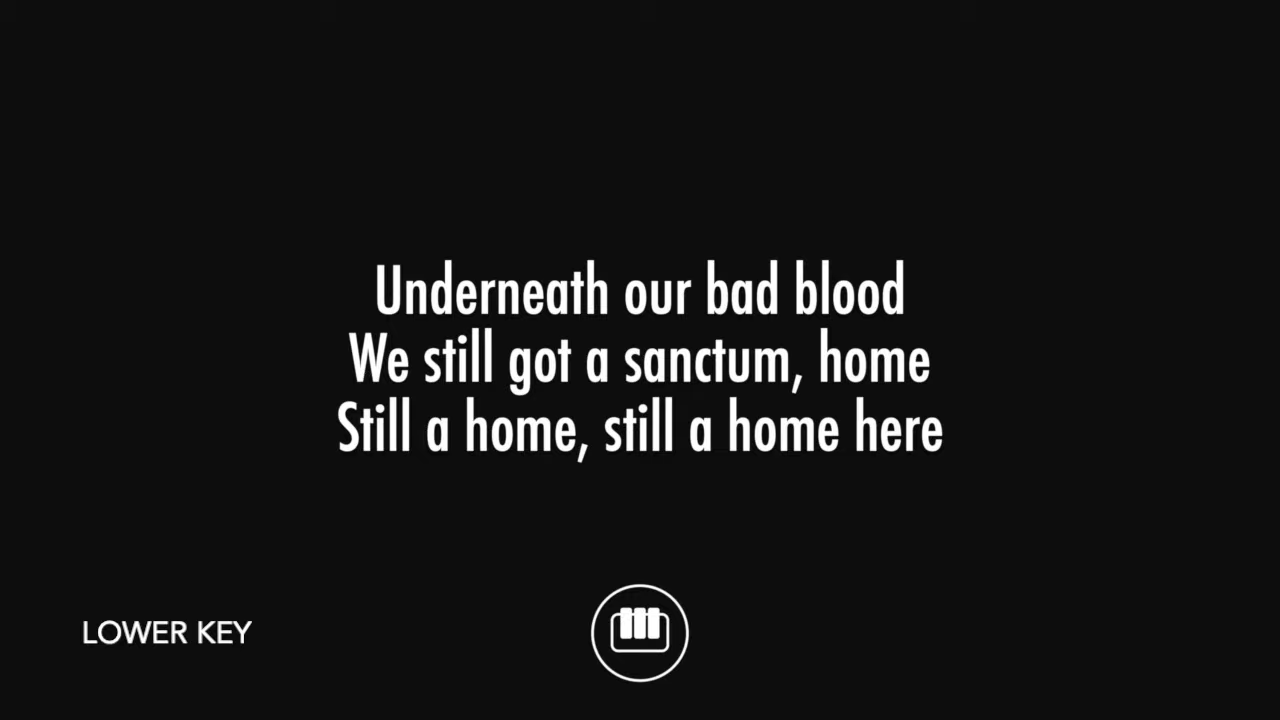 Underneath our bad blood
We still got a sanctum, home
Still a home, still a home here
LOWER KEY